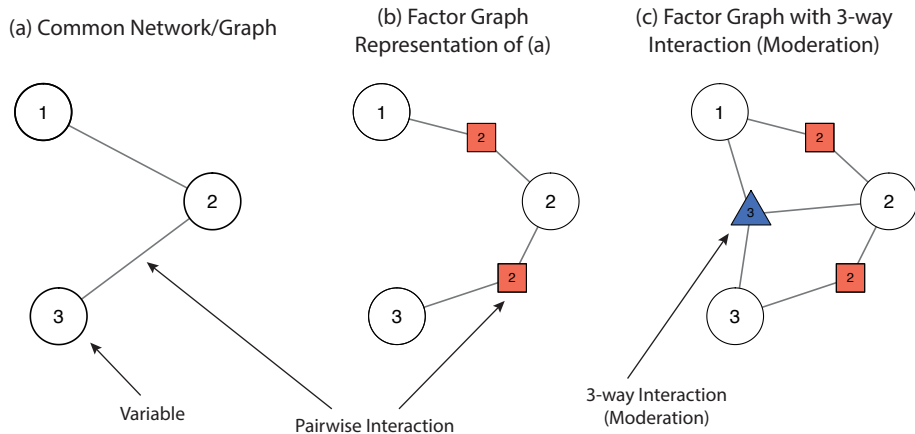 (a) Common Network/Graph
1
2
3
Variable
Pairwise Interaction
(b) Factor Graph
Representation of (a)
1
2
2
2
3
(c) Factor Graph with 3-way
Interaction (Moderation)
1
2
2
3
2
3
3-way Interaction
(Moderation)